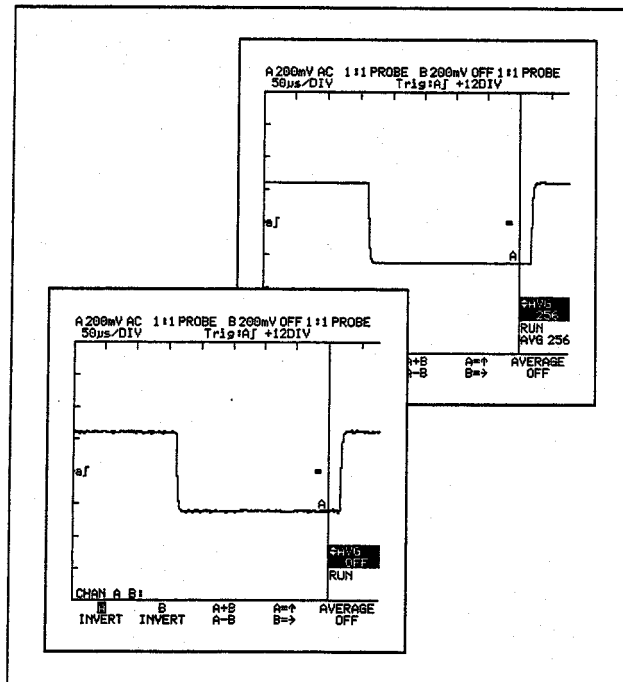 A 200mV AC 1:1 PROBE B 200mV OFF 1:1 PROBE
50µs/DIV Trig:A∫ +12DIV
a∫
A
÷AVG
256
RUN
AVG 256
A+B A=↑ AVERAGE
A-B B=→ OFF
A 200mV AC 1:1 PROBE B 200mV OFF 1:1 PROBE
50µs/DIV Trig:A∫ +12DIV
a∫
A
÷AVG
OFF
RUN
CHAN A B:
A B A+B A=↑ AVERAGE
INVERT INVERT A-B B=→ OFF